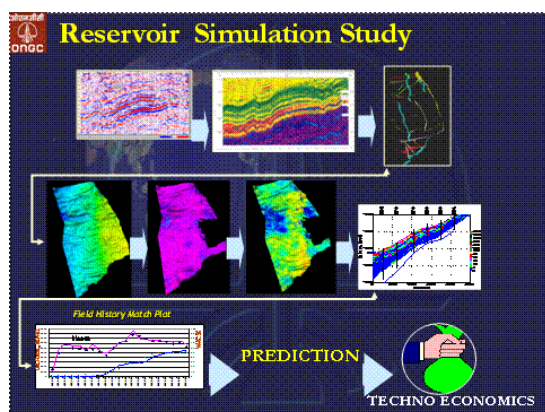 ONGC
Reservoir Simulation Study
Field History Match Plot
PREDICTION
TECHNO ECONOMICS